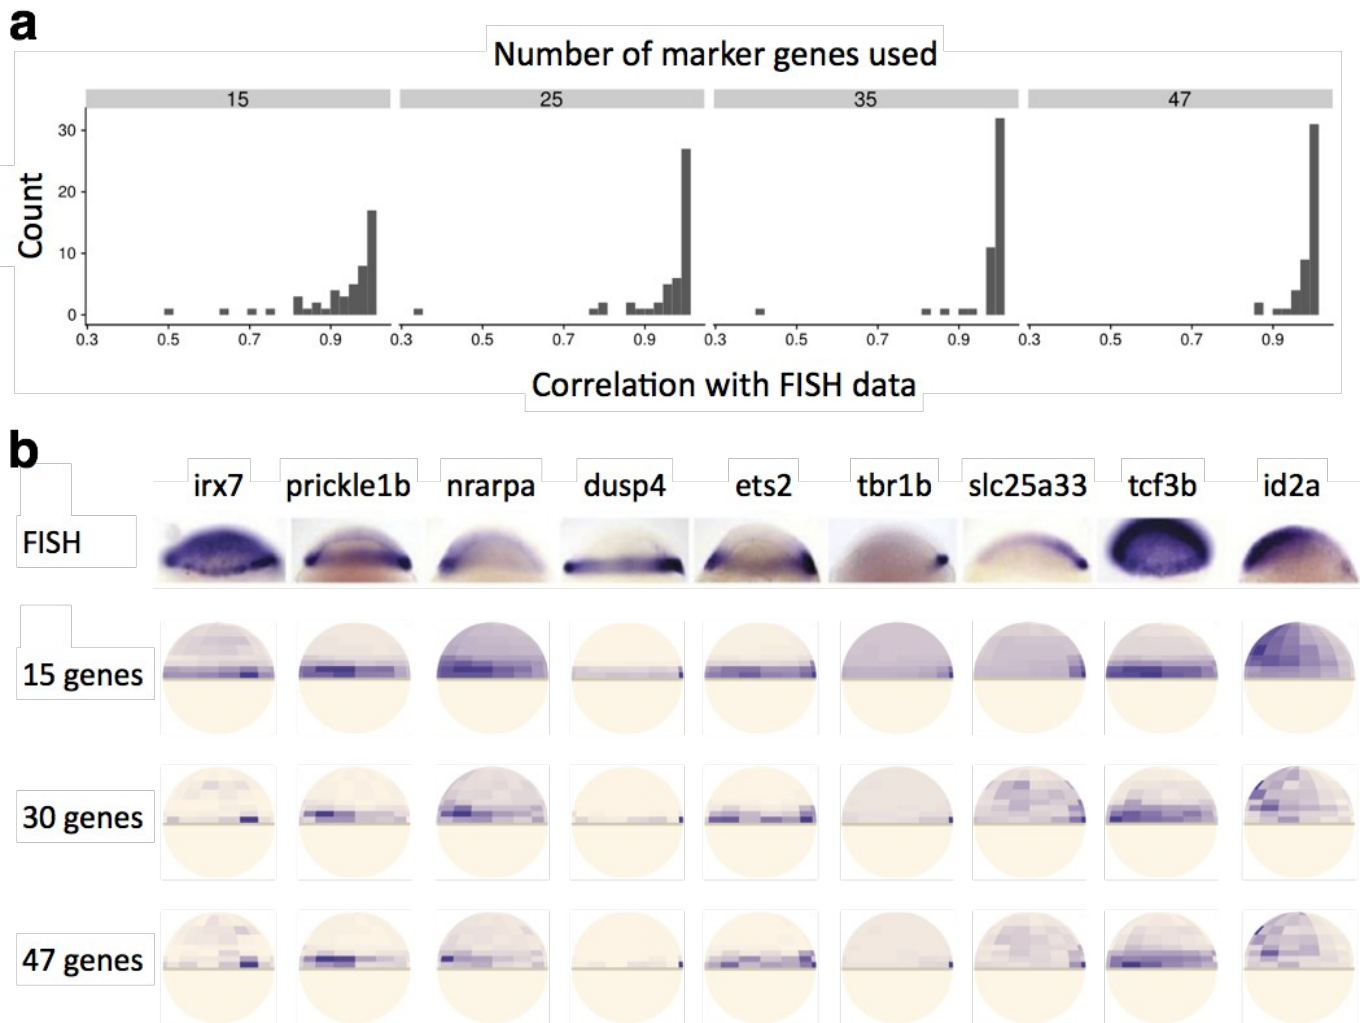 a
Number of marker genes used
15 25 35 47
30
20
10
0
Count
0.3 0.5 0.7 0.9 0.3 0.5 0.7 0.9 0.3 0.5 0.7 0.9 0.3 0.5 0.7 0.9
Correlation with FISH data
b
irx7 prickle1b nrarpa dusp4 ets2 tbr1b slc25a33 tcf3b id2a
FISH
15 genes
30 genes
47 genes